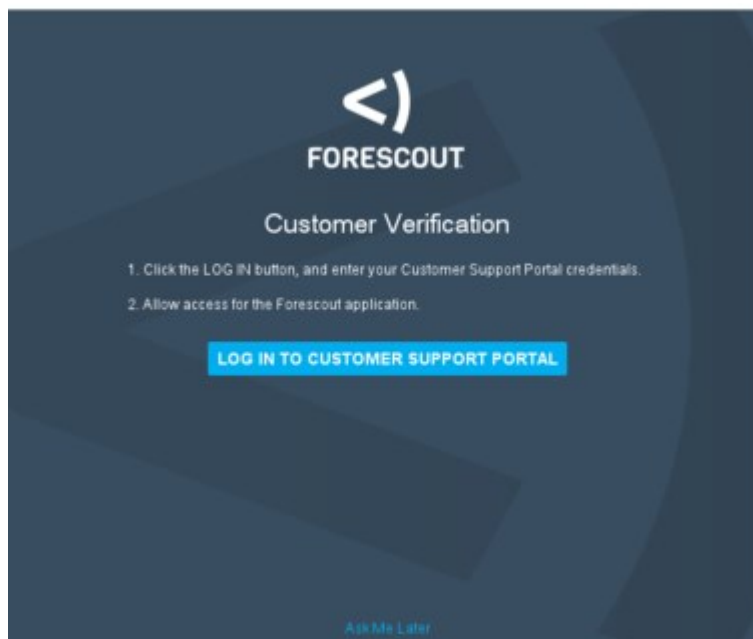 FORESCOUT
Customer Verification
1. Click the LOG IN button, and enter your Customer Support Portal credentials.
2. Allow access for the Forescout application.
LOG IN TO CUSTOMER SUPPORT PORTAL
Ask Me Later